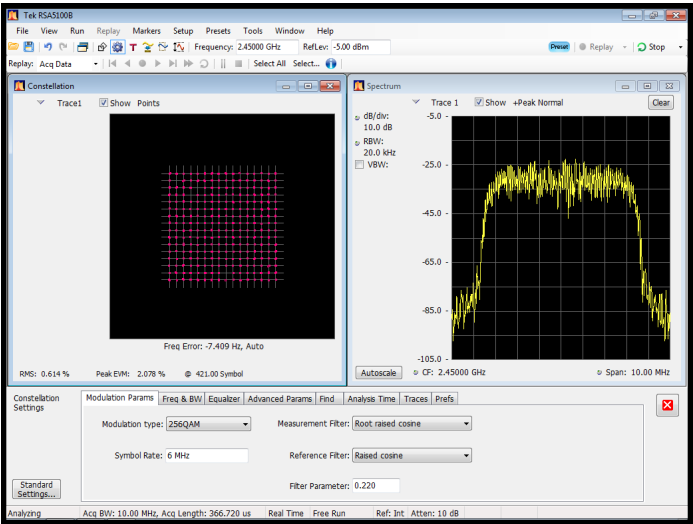 Tek RSA5100B
File View Run Replay Markers Setup Presets Tools Window Help
T Frequency: 2.45000 GHz RefLev: -5.00 dBm Preset Replay Stop
Replay: Acq Data Select All Select...
Constellation
Trace1 Show Points
Freq Error: -7.409 Hz, Auto
RMS: 0.614 % Peak EVM: 2.078 % @ 421.00 Symbol
Spectrum
Trace 1 Show +Peak Normal Clear
dB/div:
10.0 dB
RBW:
20.0 kHz
VBW:
-5.0
-25.0
-45.0
-65.0
-85.0
-105.0
Autoscale CF: 2.45000 GHz Span: 10.00 MHz
Constellation
Settings
Modulation Params Freq & BW Equalizer Advanced Params Find Analysis Time Traces Prefs
Modulation type: 256QAM Measurement Filter: Root raised cosine
Symbol Rate: 6 MHz Reference Filter: Raised cosine
Filter Parameter: 0.220
Standard
Settings...
Analyzing Acq BW: 10.00 MHz, Acq Length: 366.720 us Real Time Free Run Ref: Int Atten: 10 dB